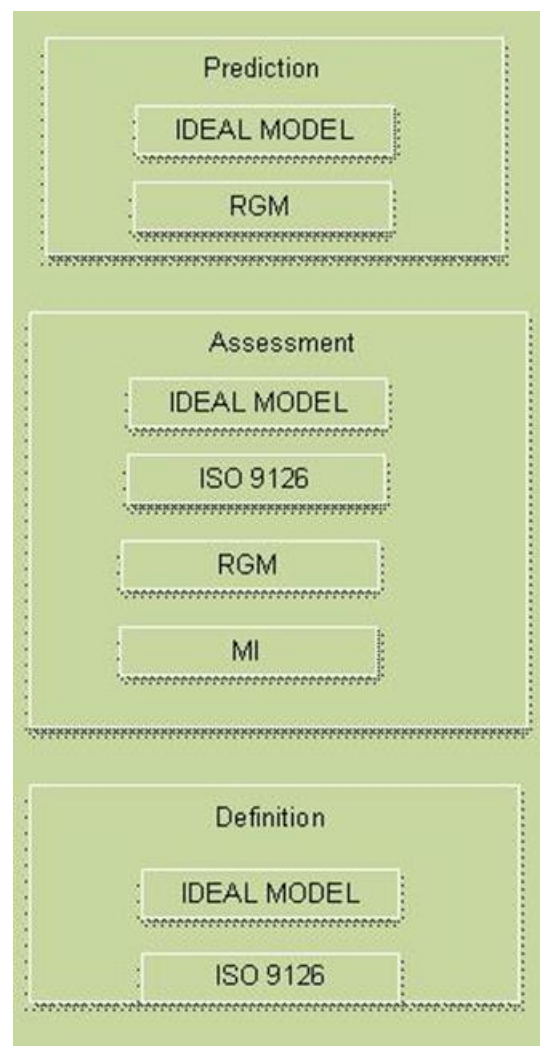 Prediction
IDEAL MODEL
RGM
Assessment
IDEAL MODEL
ISO 9126
RGM
MI
Definition
IDEAL MODEL
ISO 9126